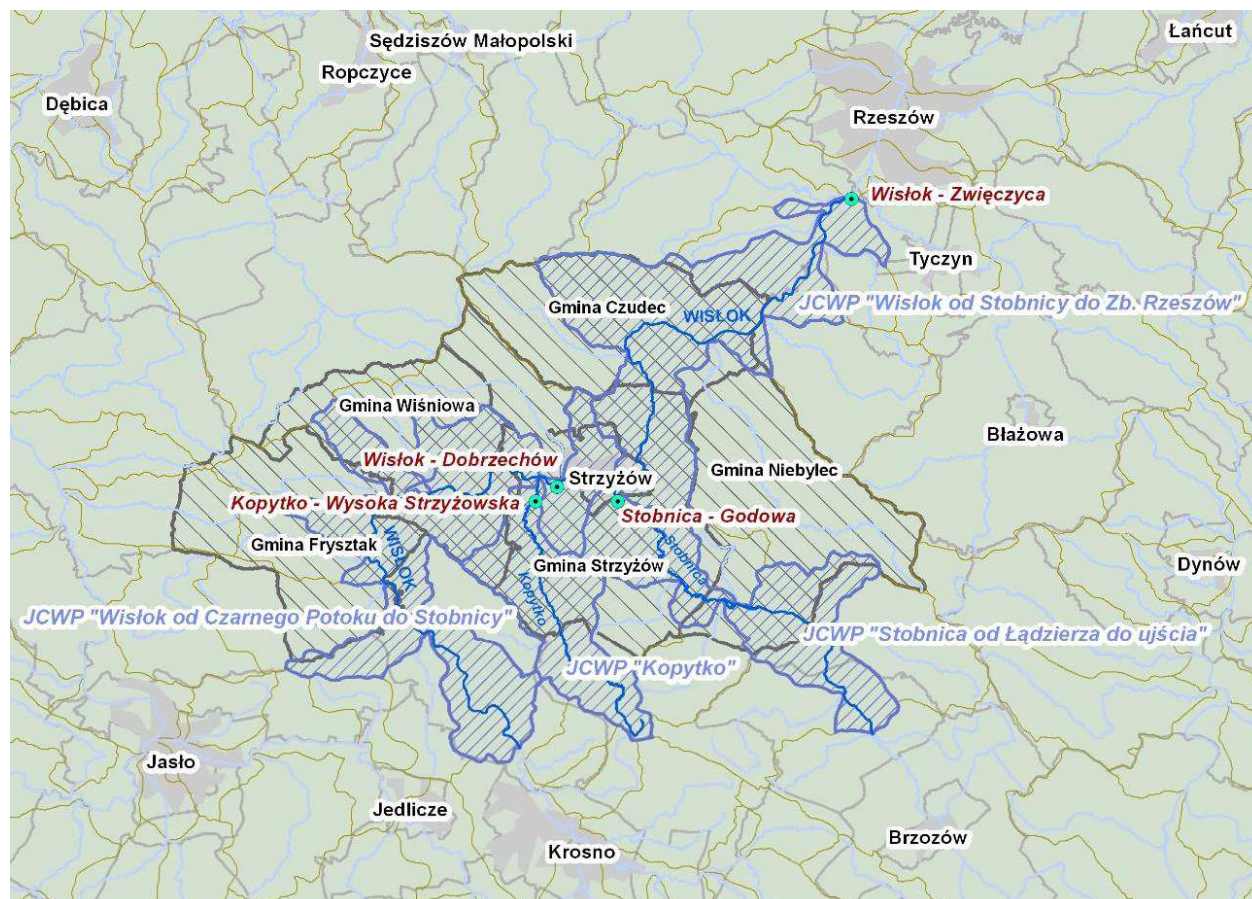 Łańcut
Sędziszów Małopolski
Ropczyce
Dębica
Rzeszów
Wisłok - Zwięczyca
Tyczyn
JCWP "Wisłok od Stobnicy do Zb. Rzeszów"
Gmina Czudec
WISŁOK
Gmina Wiśniowa
Błażowa
Wisłok - Dobrzechów
Gmina Niebylec
Strzyżów
Kopytko - Wysoka Strzyżowska
Stobnica - Godowa
Gmina Frysztak
WISŁOK
Stobnica
Gmina Strzyżów
Dynów
Kopytko
JCWP "Wisłok od Czarnego Potoku do Stobnicy"
JCWP "Stobnica od Łądzierza do ujścia"
JCWP "Kopytko"
Jasło
Jedlicze
Brzozów
Krosno